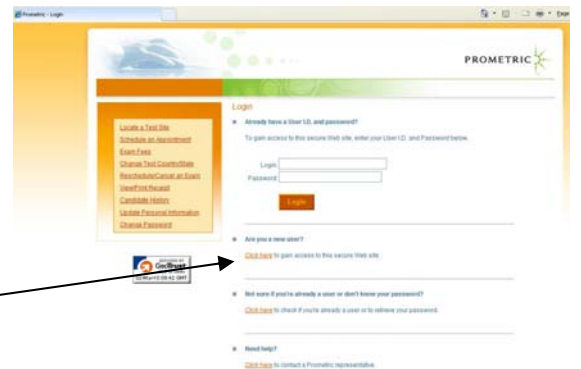 Prometric - Login
PROMETRIC
Login
Already have a User I.D. and password?
To gain access to this secure Web site, enter your User I.D. and Password below.
Login
Password
Login
Locate a Test Site
Schedule an Appointment
Exam Fees
Change Test Country/State
Reschedule/Cancel an Exam
View/Print Receipt
Candidate History
Update Personal Information
Change Password
GeoTrust
Are you a new user?
Click here to gain access to this secure Web site.
Not sure if you're already a user or don't know your password?
Click here to check if you're already a user or to retrieve your password.
Need help?
Click here to contact a Prometric representative.